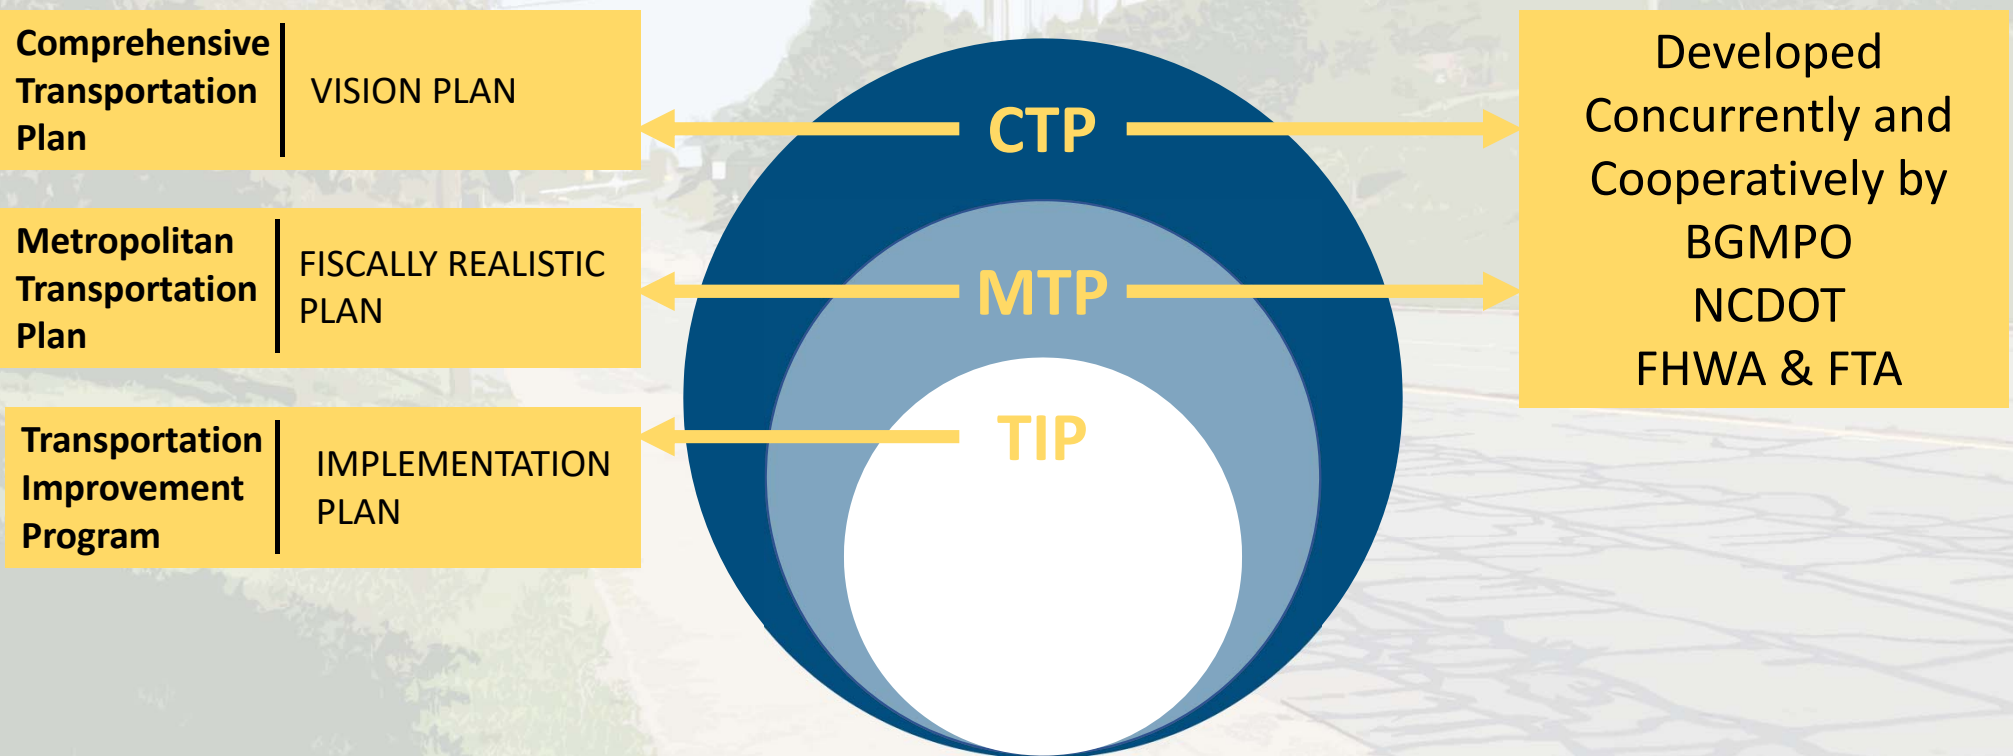 Comprehensive
Transportation
Plan
VISION PLAN
Metropolitan
Transportation
Plan
FISCALLY REALISTIC
PLAN
Transportation
Improvement
Program
IMPLEMENTATION
PLAN
CTP
MTP
TIP
Developed
Concurrently and
Cooperatively by
BGMPO
NCDOT
FHWA & FTA